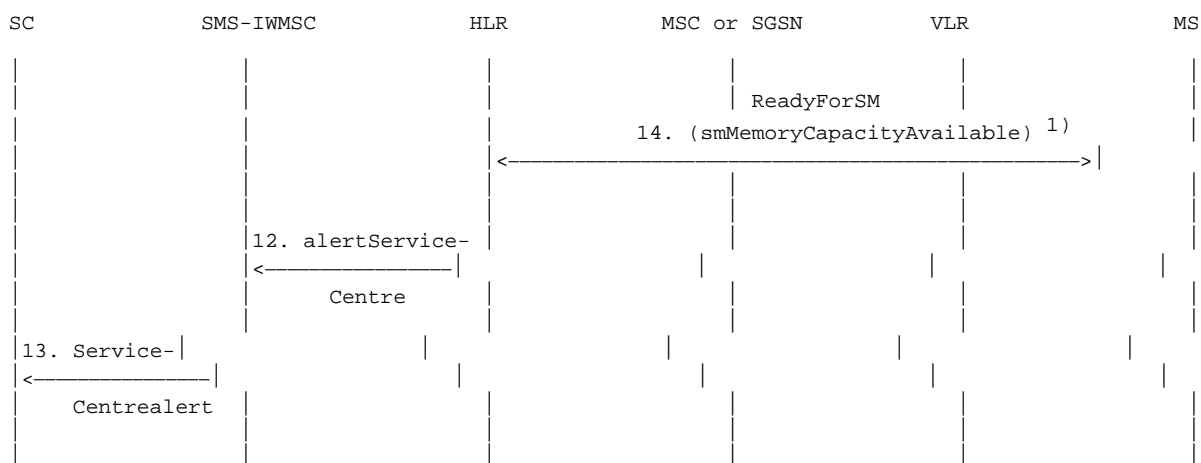 SC SMS-IWMSC HLR MSC or SGSN VLR MS
ReadyForSM
14. (smMemoryCapacityAvailable) 1)
12. alertService-
Centre
13. Service-
Centrealert